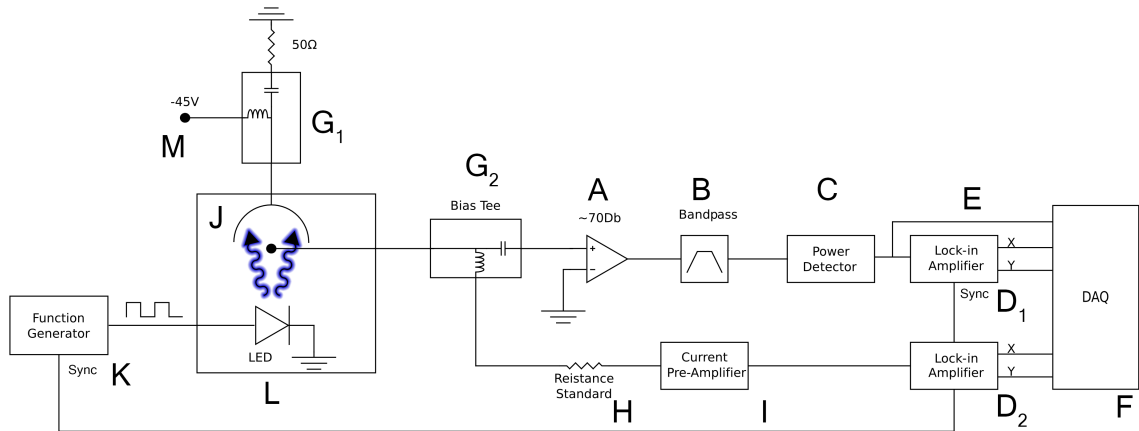 50Ω
-45V
G1
M
G2
Bias Tee
J
A
~70Db
B
Bandpass
C
E
+
−
Power
Detector
Lock-in
Amplifier
X
Y
Sync
D1
DAQ
Function
Generator
Sync
K
LED
L
Reistance
Standard
H
Current
Pre-Amplifier
I
Lock-in
Amplifier
X
Y
D2
F